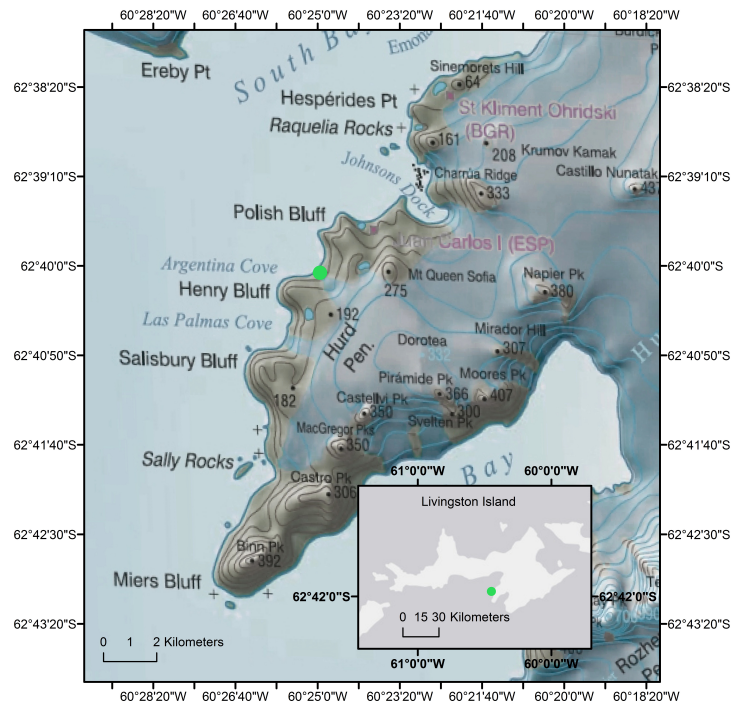 60°28'20"W 60°26'40"W 60°25'0"W 60°23'20"W 60°21'40"W 60°20'0"W 60°18'20"W
South Bay
Emona
Ereby Pt
Sinemorets Hill
64
62°38'20"S 62°38'20"S
Hespérides Pt
St Kliment Ohridski
(BGR)
Raquelia Rocks
161
208 Krumov Kamak
Johnsons Dock
Castillo Nunatak
437
Charrúa Ridge
333
62°39'10"S 62°39'10"S
Polish Bluff
Juan Carlos I (ESP)
62°40'0"S 62°40'0"S
Argentina Cove
Mt Queen Sofia
275
Napier Pk
380
Henry Bluff
192
Las Palmas Cove
Hurd
Pen.
Mirador Hill
307
Dorotea
332
62°40'50"S 62°40'50"S
Salisbury Bluff
Pirámide Pk
366
Moores Pk
407
182
Castellvi Pk
350
300
Svelten Pk
MacGregor Pks
350
62°41'40"S 62°41'40"S
Sally Rocks
Castro Pk
306
Bay
61°0'0"W 60°0'0"W
Livingston Island
62°42'30"S 62°42'30"S
Binn Pk
392
Miers Bluff
62°42'0"S 62°42'0"S
0 15 30 Kilometers
62°43'20"S 62°43'20"S
0 1 2 Kilometers
61°0'0"W 60°0'0"W
60°28'20"W 60°26'40"W 60°25'0"W 60°23'20"W 60°21'40"W 60°20'0"W 60°18'20"W